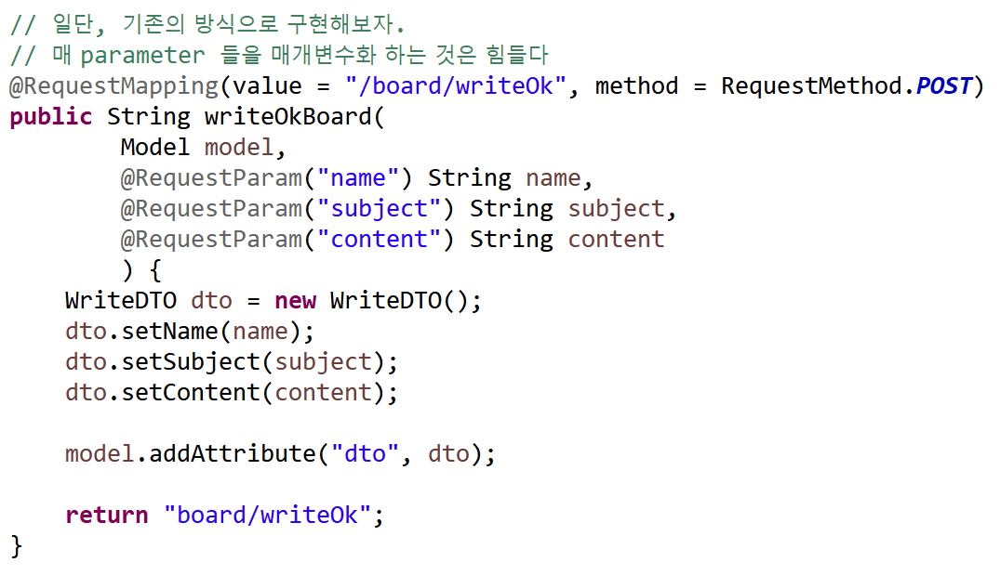 // 일단, 기존의 방식으로 구현해보자.
// 매 parameter 들을 매개변수화 하는 것은 힘들다
@RequestMapping(value = "/board/writeOk", method = RequestMethod.POST)
public String writeOkBoard(
        Model model,
        @RequestParam("name") String name,
        @RequestParam("subject") String subject,
        @RequestParam("content") String content
        ) {
    WriteDTO dto = new WriteDTO();
    dto.setName(name);
    dto.setSubject(subject);
    dto.setContent(content);

    model.addAttribute("dto", dto);

    return "board/writeOk";
}